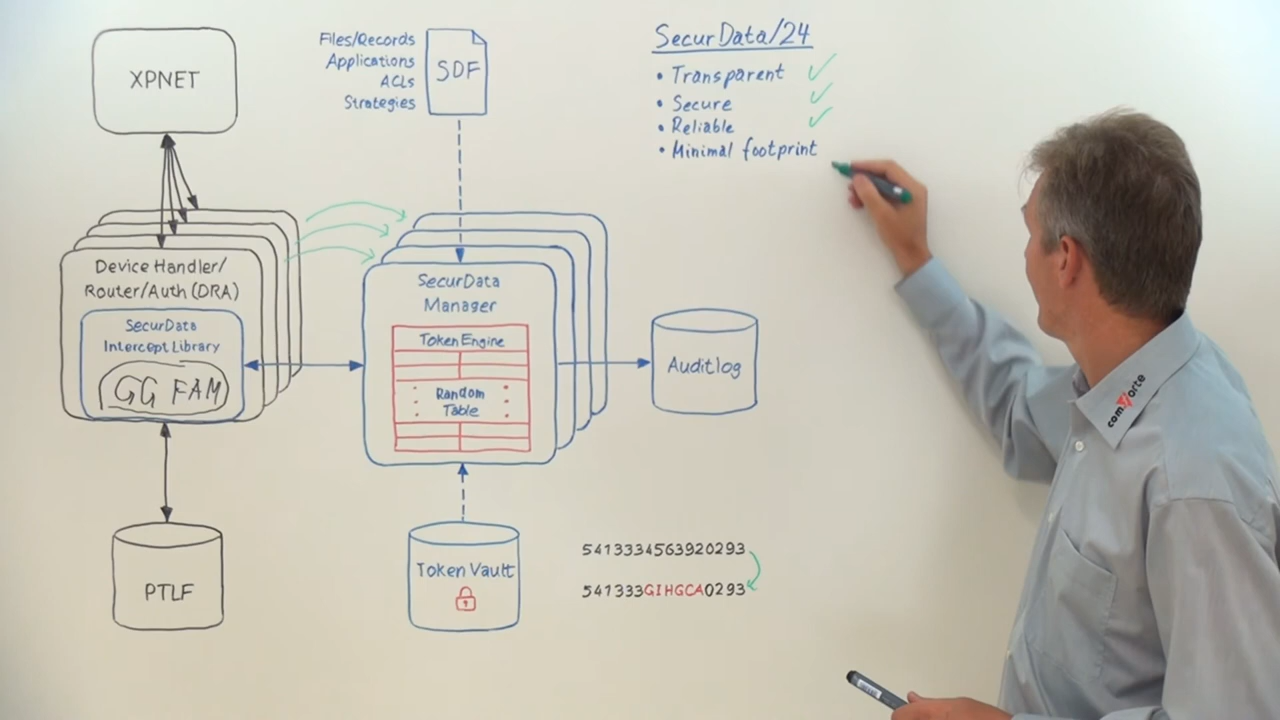 XPNET
Files/Records
Applications
ACLs
Strategies
SDF
SecurData/24
• Transparent
• Secure
• Reliable
• Minimal footprint
Device Handler/
Router/Auth (DRA)
SecurData
Intercept Library
GG FAM
SecurData
Manager
Token Engine
Random
Table
Auditlog
comforte
PTLF
Token Vault
5413334563920293
541333GIHGCA0293